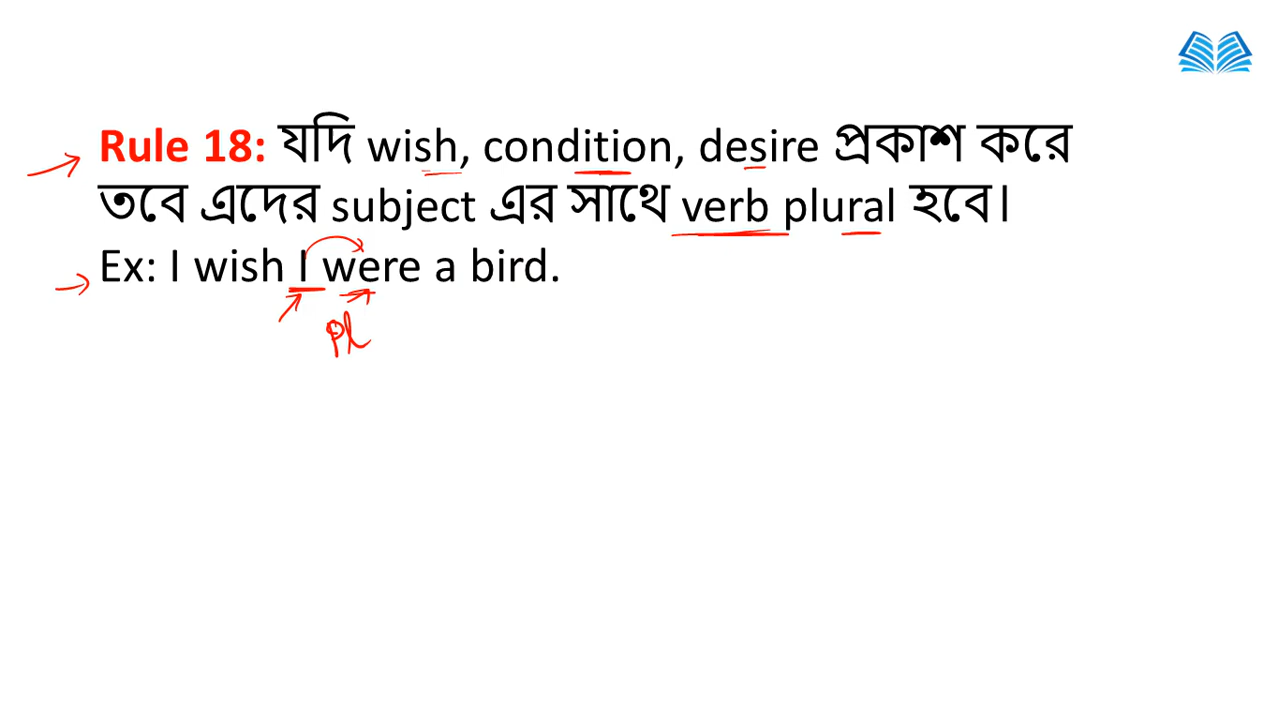 Rule 18: যদি wish, condition, desire প্রকাশ করে
তবে এদের subject এর সাথে verb plural হবে।
Ex: I wish I were a bird.
Pl